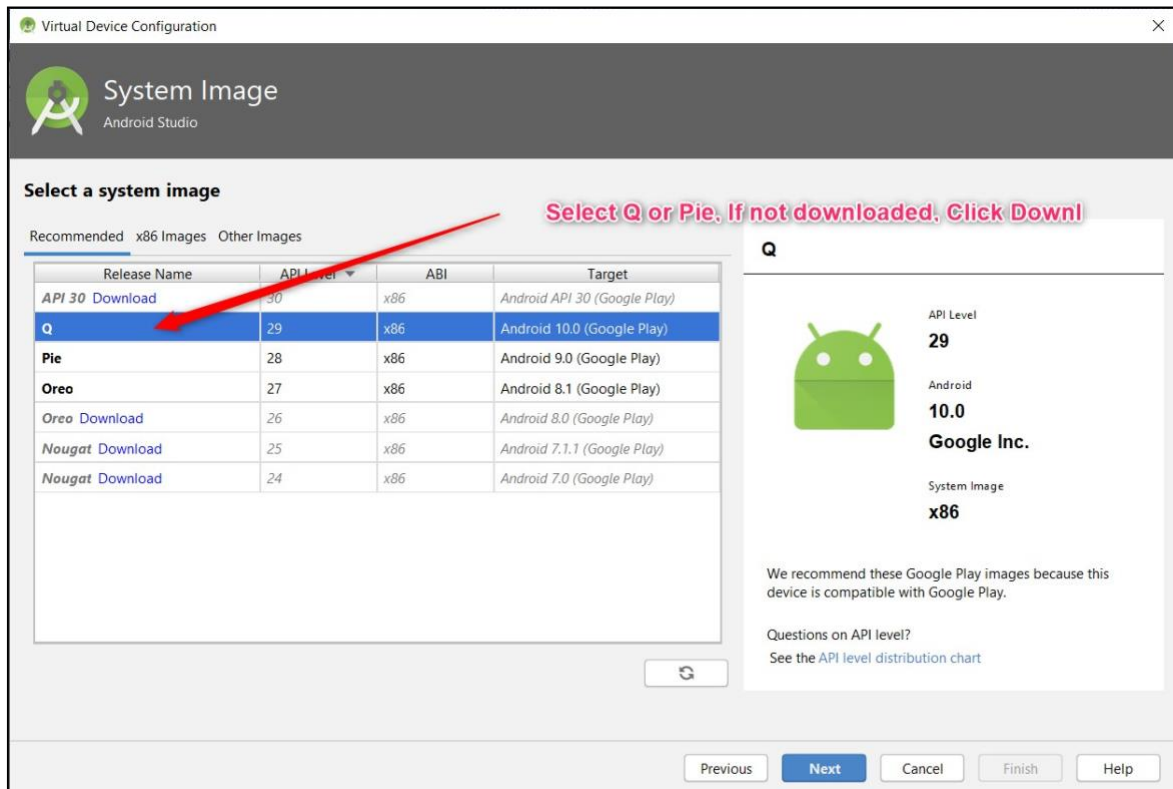 Virtual Device Configuration
System Image
Android Studio
Select a system image
Select Q or Pie, If not downloaded, Click Downl
Recommended x86 Images Other Images
Release Name API Level ABI Target
API 30 Download 30 x86 Android API 30 (Google Play)
Q 29 x86 Android 10.0 (Google Play)
Pie 28 x86 Android 9.0 (Google Play)
Oreo 27 x86 Android 8.1 (Google Play)
Oreo Download 26 x86 Android 8.0 (Google Play)
Nougat Download 25 x86 Android 7.1.1 (Google Play)
Nougat Download 24 x86 Android 7.0 (Google Play)
Q
API Level
29
Android
10.0
Google Inc.
System Image
x86
We recommend these Google Play images because this
device is compatible with Google Play.
Questions on API level?
See the API level distribution chart
Previous Next Cancel Finish Help